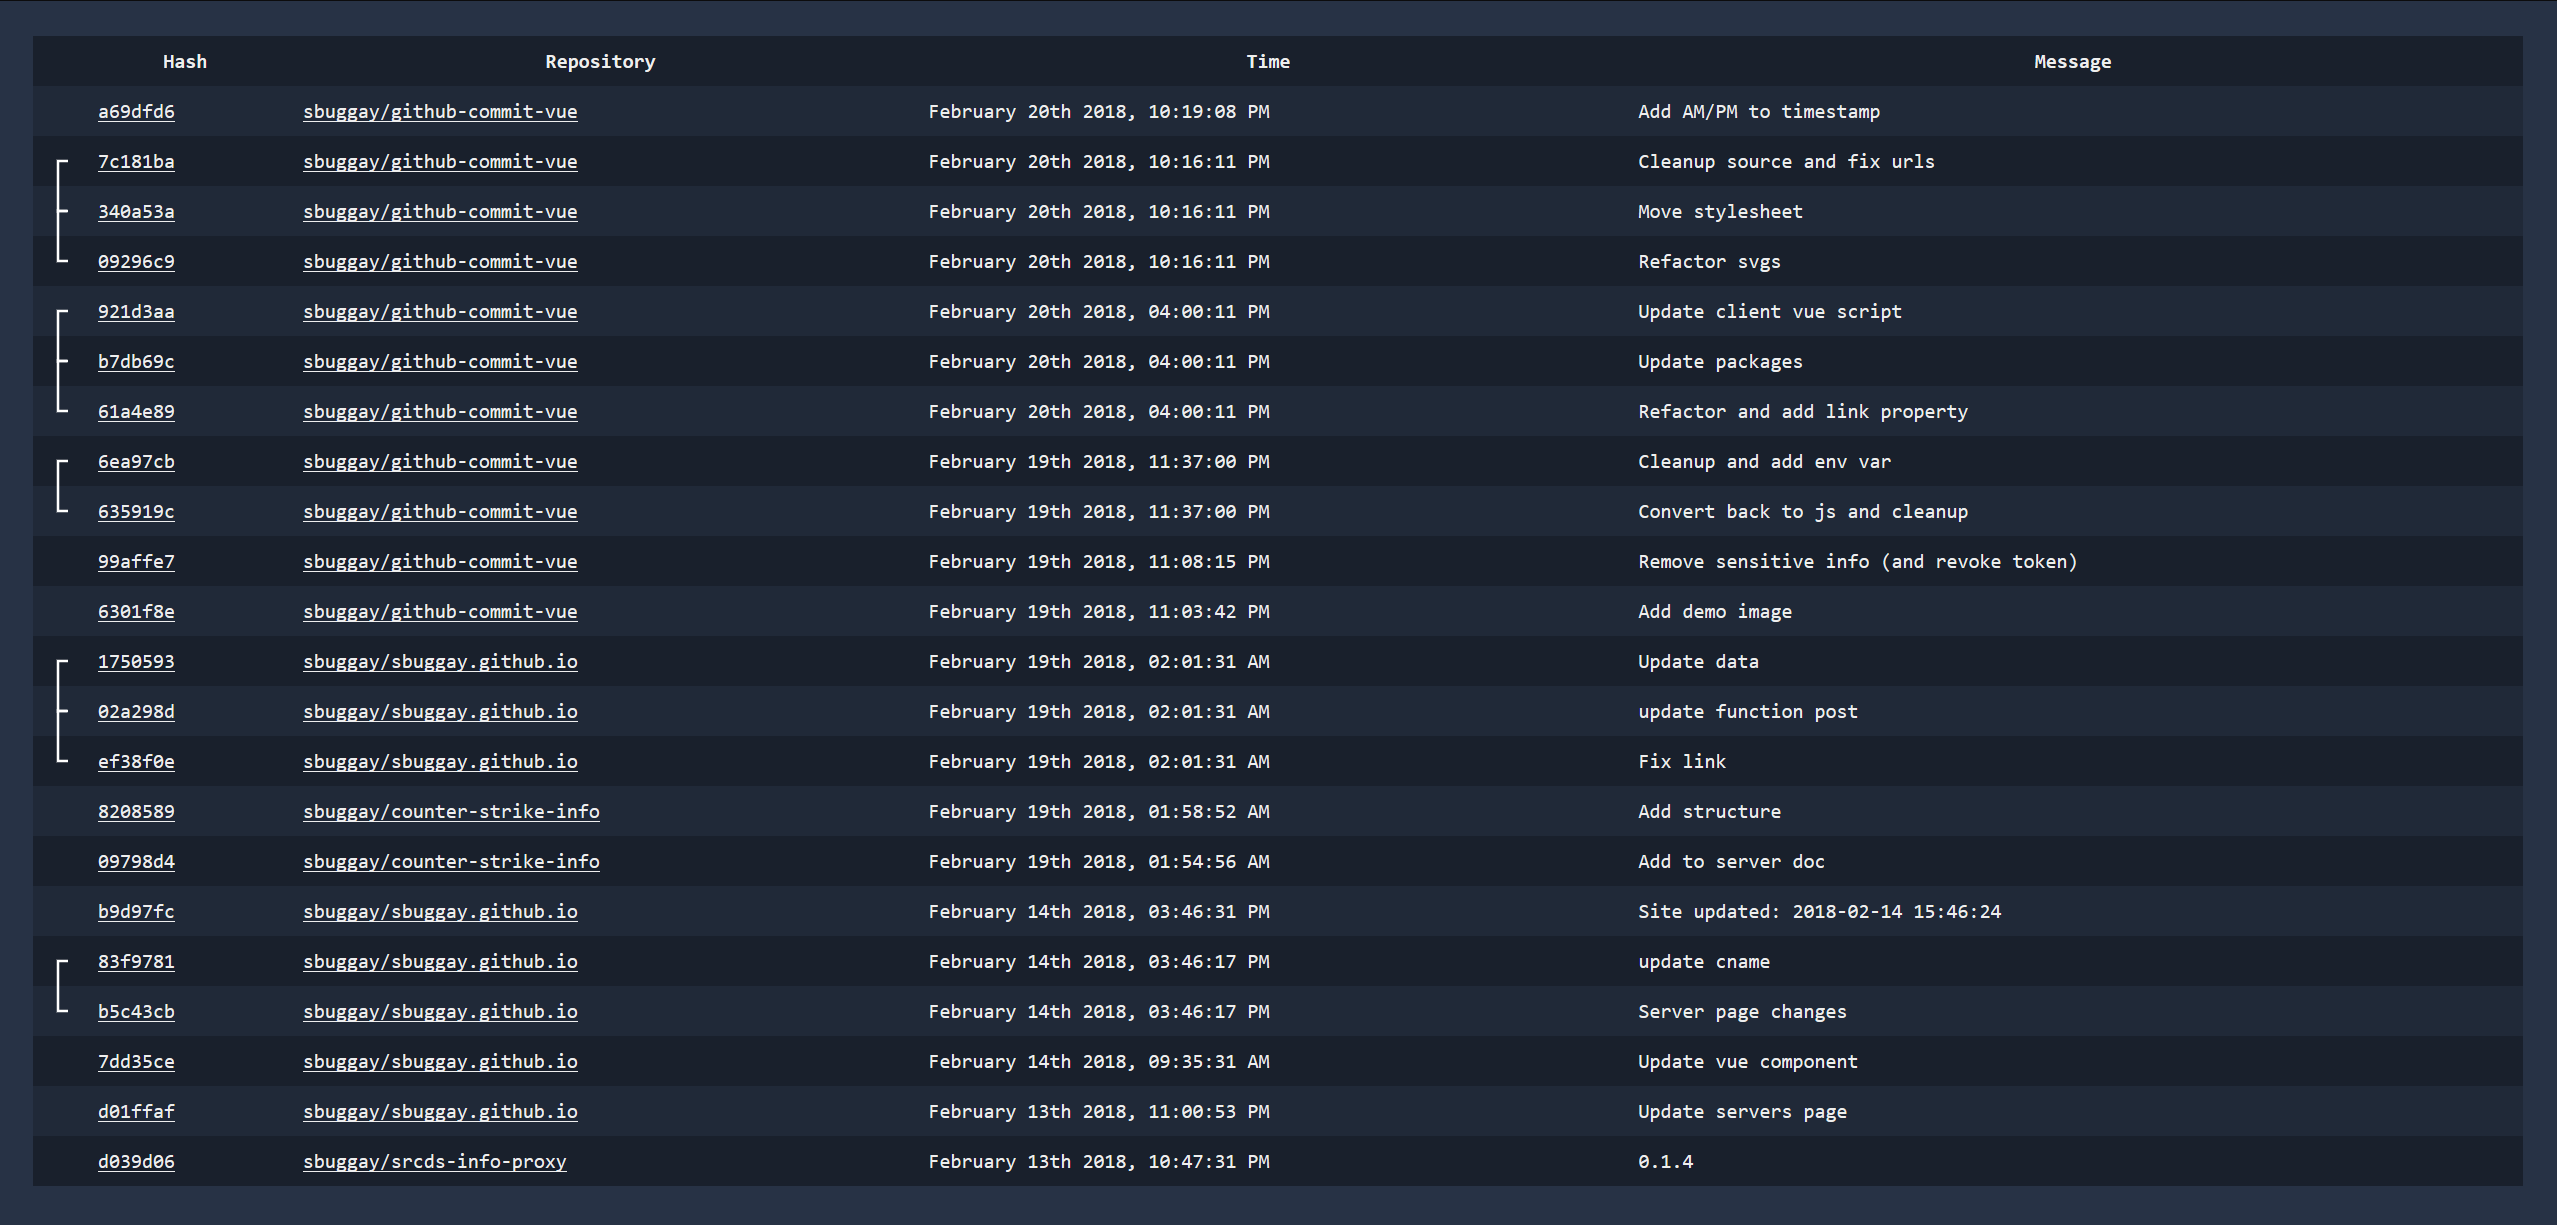 Hash Repository Time Message
a69dfd6 sbuggay/github-commit-vue February 20th 2018, 10:19:08 PM Add AM/PM to timestamp
7c181ba sbuggay/github-commit-vue February 20th 2018, 10:16:11 PM Cleanup source and fix urls
340a53a sbuggay/github-commit-vue February 20th 2018, 10:16:11 PM Move stylesheet
09296c9 sbuggay/github-commit-vue February 20th 2018, 10:16:11 PM Refactor svgs
921d3aa sbuggay/github-commit-vue February 20th 2018, 04:00:11 PM Update client vue script
b7db69c sbuggay/github-commit-vue February 20th 2018, 04:00:11 PM Update packages
61a4e89 sbuggay/github-commit-vue February 20th 2018, 04:00:11 PM Refactor and add link property
6ea97cb sbuggay/github-commit-vue February 19th 2018, 11:37:00 PM Cleanup and add env var
635919c sbuggay/github-commit-vue February 19th 2018, 11:37:00 PM Convert back to js and cleanup
99affe7 sbuggay/github-commit-vue February 19th 2018, 11:08:15 PM Remove sensitive info (and revoke token)
6301f8e sbuggay/github-commit-vue February 19th 2018, 11:03:42 PM Add demo image
1750593 sbuggay/sbuggay.github.io February 19th 2018, 02:01:31 AM Update data
02a298d sbuggay/sbuggay.github.io February 19th 2018, 02:01:31 AM update function post
ef38f0e sbuggay/sbuggay.github.io February 19th 2018, 02:01:31 AM Fix link
8208589 sbuggay/counter-strike-info February 19th 2018, 01:58:52 AM Add structure
09798d4 sbuggay/counter-strike-info February 19th 2018, 01:54:56 AM Add to server doc
b9d97fc sbuggay/sbuggay.github.io February 14th 2018, 03:46:31 PM Site updated: 2018-02-14 15:46:24
83f9781 sbuggay/sbuggay.github.io February 14th 2018, 03:46:17 PM update cname
b5c43cb sbuggay/sbuggay.github.io February 14th 2018, 03:46:17 PM Server page changes
7dd35ce sbuggay/sbuggay.github.io February 14th 2018, 09:35:31 AM Update vue component
d01ffaf sbuggay/sbuggay.github.io February 13th 2018, 11:00:53 PM Update servers page
d039d06 sbuggay/srcds-info-proxy February 13th 2018, 10:47:31 PM 0.1.4